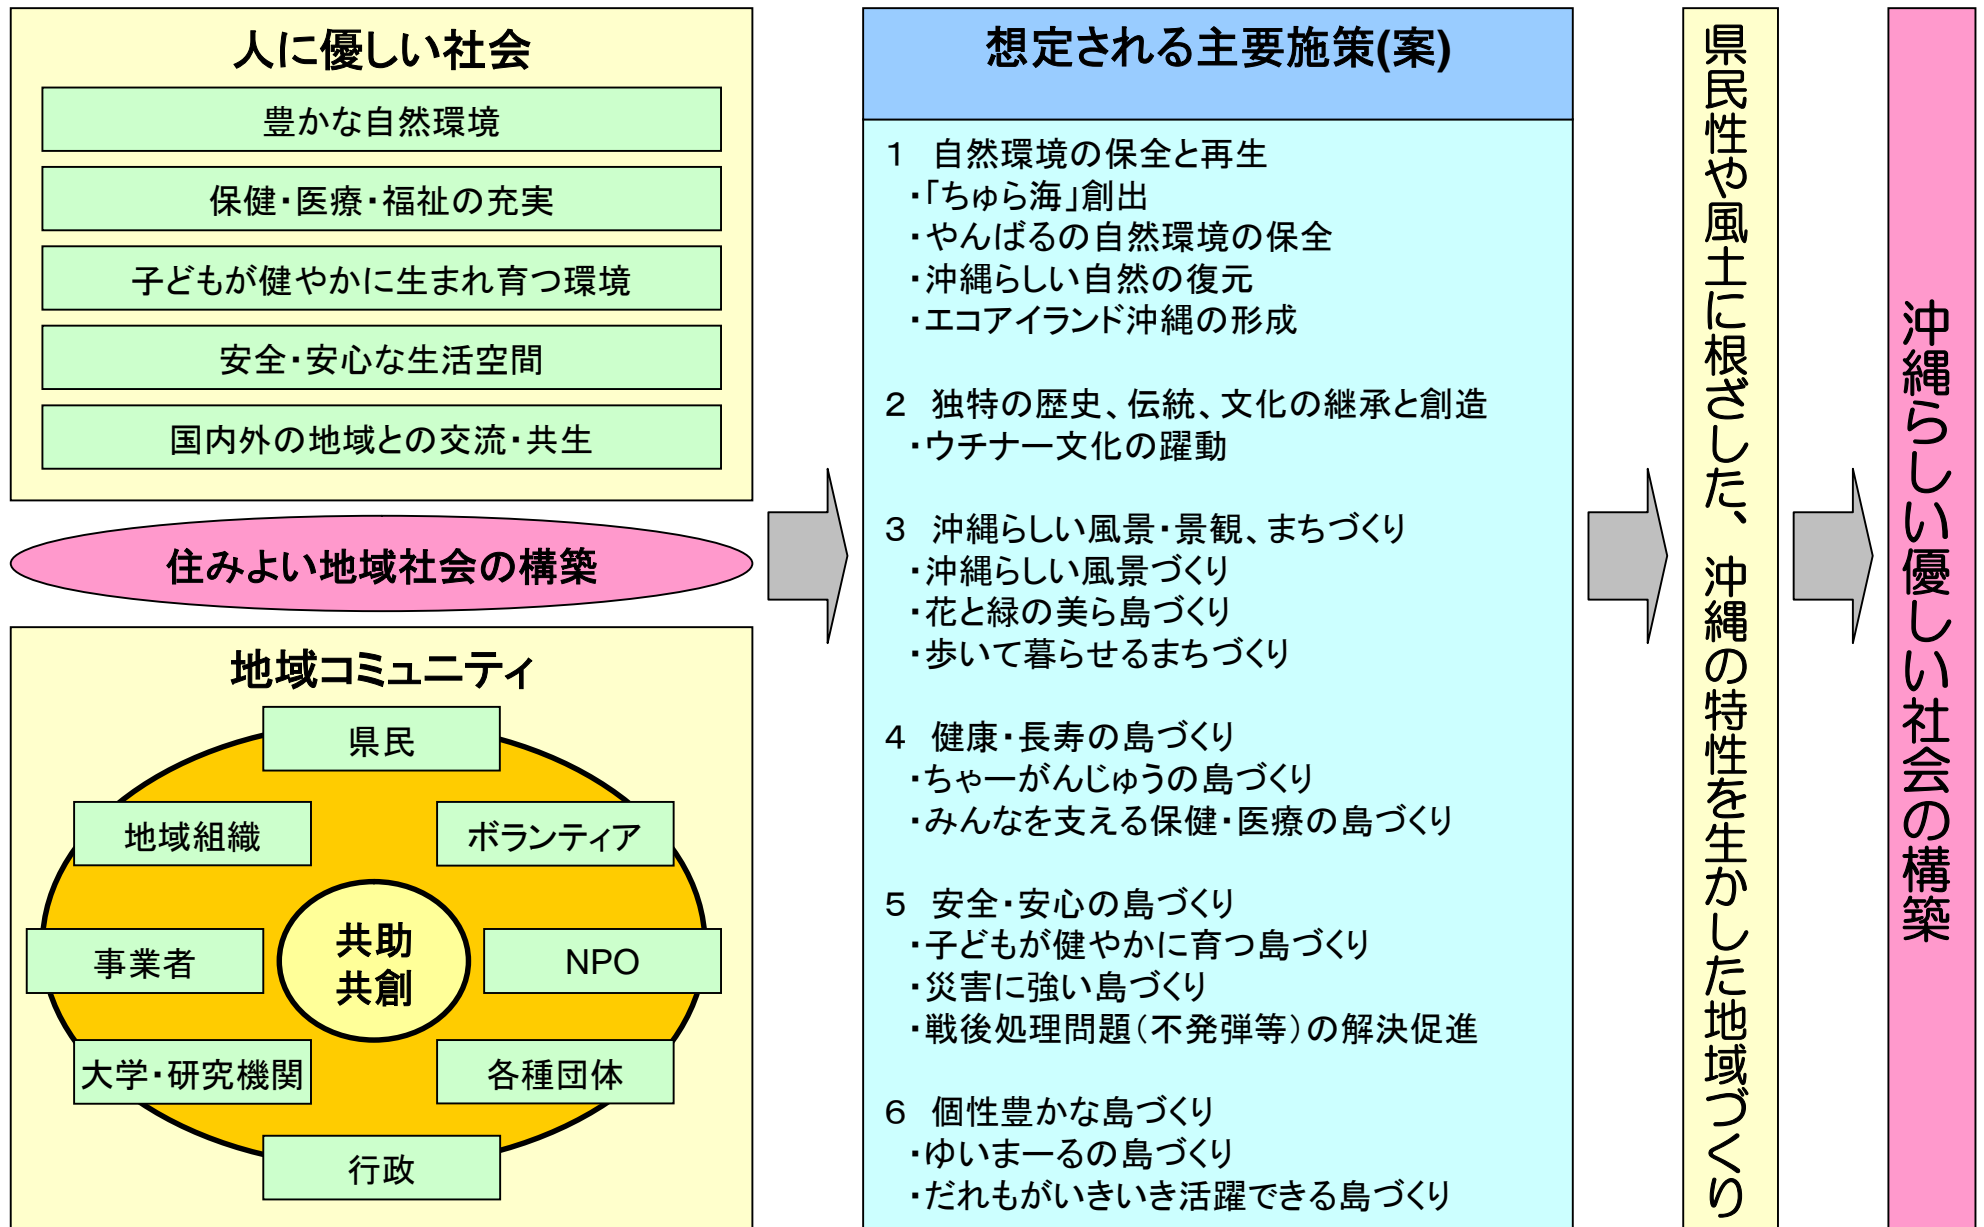 人に優しい社会
豊かな自然環境
保健・医療・福祉の充実
子どもが健やかに生まれ育つ環境
安全・安心な生活空間
国内外の地域との交流・共生
住みよい地域社会の構築
地域コミュニティ
県民
地域組織
ボランティア
事業者
共助
共創
NPO
大学・研究機関
各種団体
行政
想定される主要施策(案)
1 自然環境の保全と再生
・「ちゅら海」創出
・やんばるの自然環境の保全
・沖縄らしい自然の復元
・エコアイランド沖縄の形成
2 独特の歴史、伝統、文化の継承と創造
・ウチナー文化の躍動
3 沖縄らしい風景・景観、まちづくり
・沖縄らしい風景づくり
・花と緑の美ら島づくり
・歩いて暮らせるまちづくり
4 健康・長寿の島づくり
・ちゃーがんじゅうの島づくり
・みんなを支える保健・医療の島づくり
5 安全・安心の島づくり
・子どもが健やかに育つ島づくり
・災害に強い島づくり
・戦後処理問題(不発弾等)の解決促進
6 個性豊かな島づくり
・ゆいまーるの島づくり
・だれもがいきいき活躍できる島づくり
県民性や風土に根ざした、沖縄の特性を生かした地域づくり
沖縄らしい優しい社会の構築